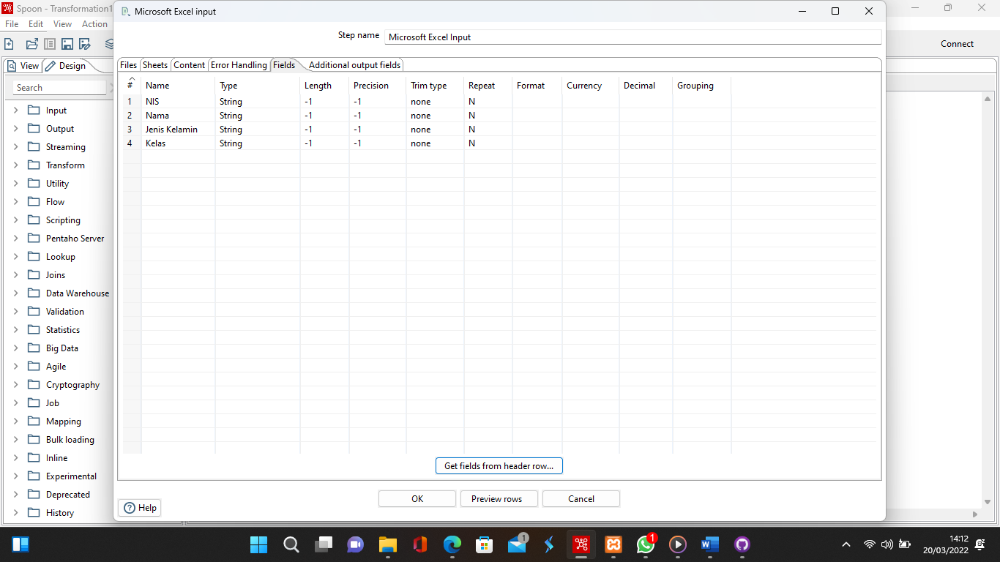 Spoon - Transformation1
Microsoft Excel input
File Edit View Action
Step name Microsoft Excel Input
Connect
View Design
Files Sheets Content Error Handling Fields Additional output fields
Search
# Name Type Length Precision Trim type Repeat Format Currency Decimal Grouping
1 NIS String -1 -1 none N
2 Nama String -1 -1 none N
3 Jenis Kelamin String -1 -1 none N
4 Kelas String -1 -1 none N
Input
Output
Streaming
Transform
Utility
Flow
Scripting
Pentaho Server
Lookup
Joins
Data Warehouse
Validation
Statistics
Big Data
Agile
Cryptography
Job
Mapping
Bulk loading
Inline
Experimental
Deprecated
History
Get fields from header row...
OK Preview rows Cancel
Help
1
1
14:12
20/03/2022